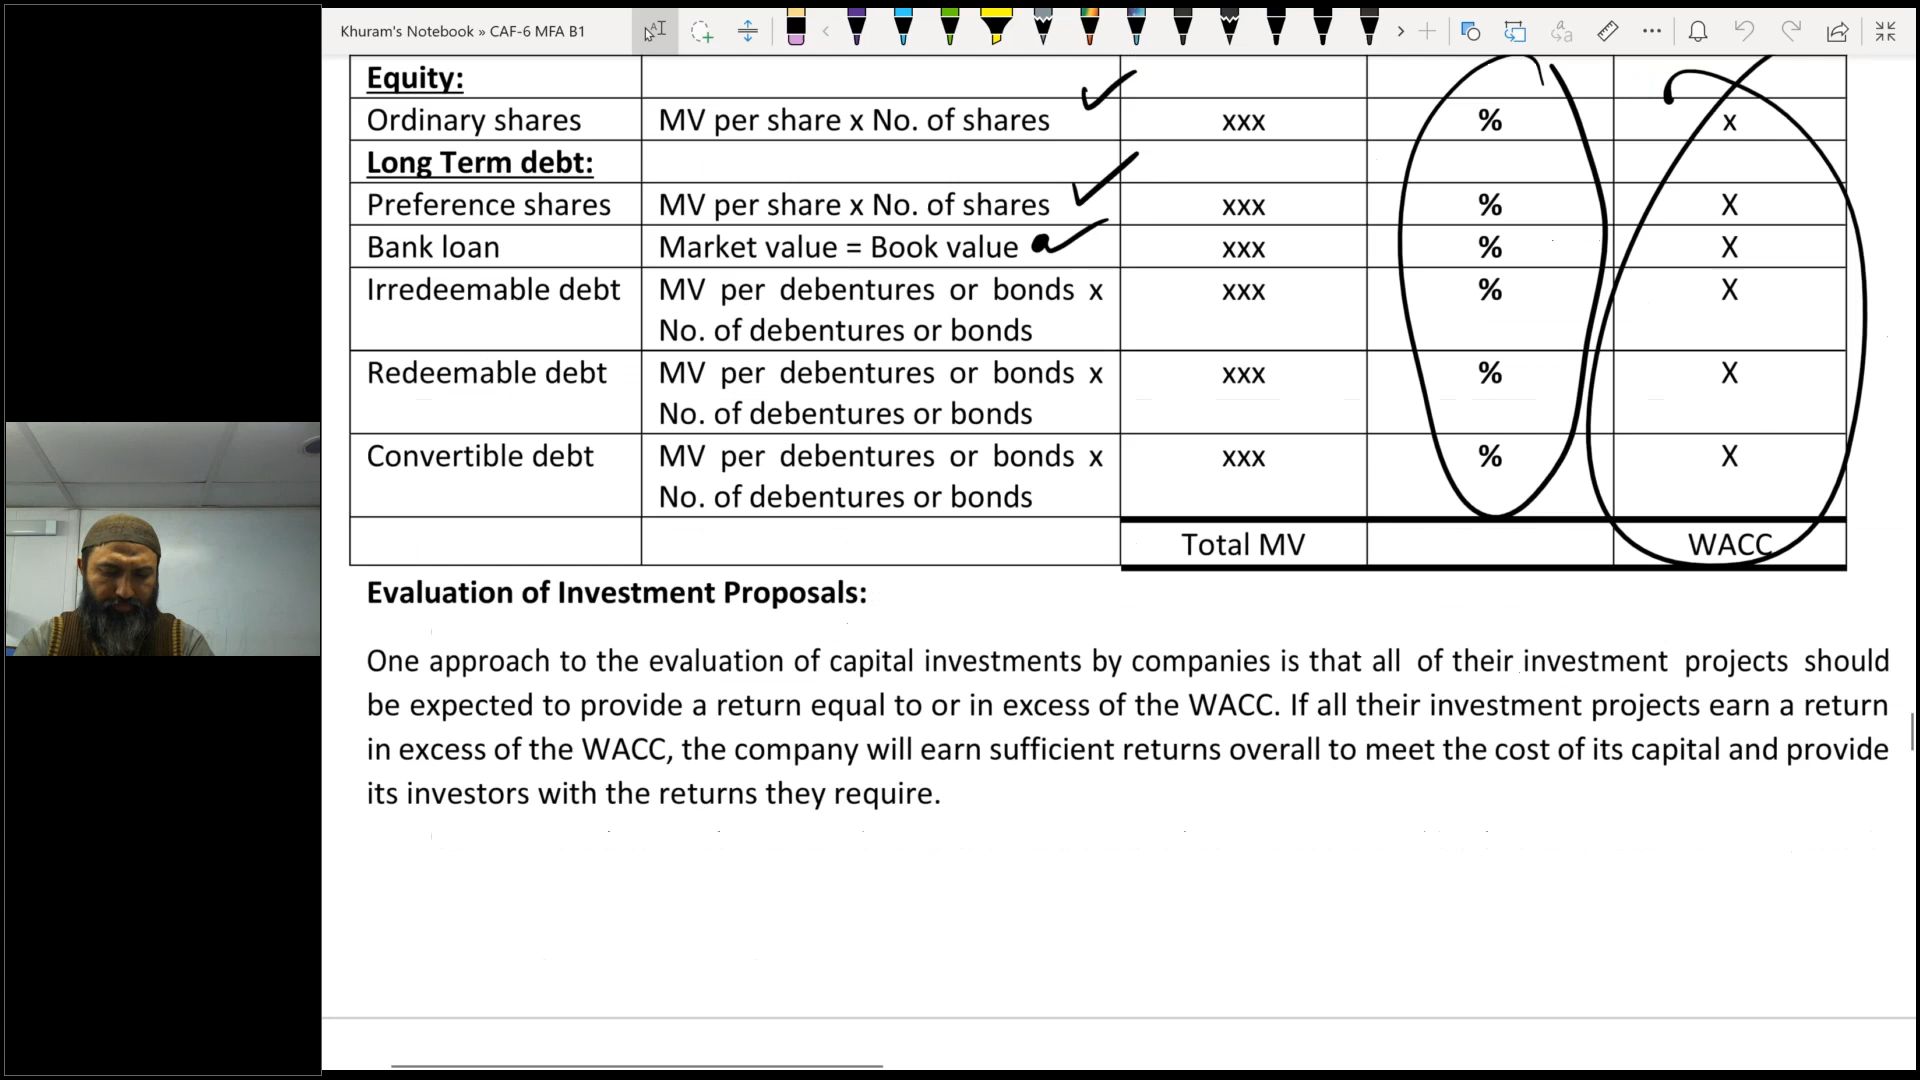 Khuram's Notebook » CAF-6 MFA B1
Equity:
Ordinary shares MV per share x No. of shares xxx % x
Long Term debt:
Preference shares MV per share x No. of shares xxx % X
Bank loan Market value = Book value xxx % X
Irredeemable debt MV per debentures or bonds x xxx % X
No. of debentures or bonds
Redeemable debt MV per debentures or bonds x xxx % X
No. of debentures or bonds
Convertible debt MV per debentures or bonds x xxx % X
No. of debentures or bonds
Total MV WACC
Evaluation of Investment Proposals:
One approach to the evaluation of capital investments by companies is that all of their investment projects should
be expected to provide a return equal to or in excess of the WACC. If all their investment projects earn a return
in excess of the WACC, the company will earn sufficient returns overall to meet the cost of its capital and provide
its investors with the returns they require.